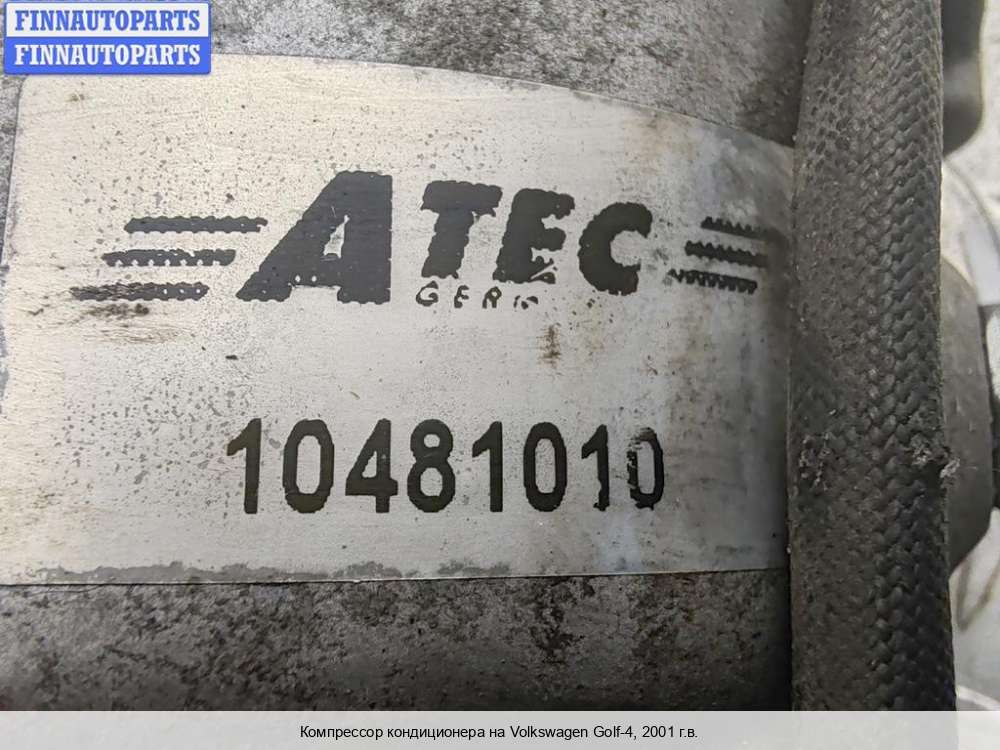 FINNAUTOPARTS
FINNAUTOPARTS
ATEC
10481010
Компрессор кондиционера на Volkswagen Golf-4, 2001 г.в.